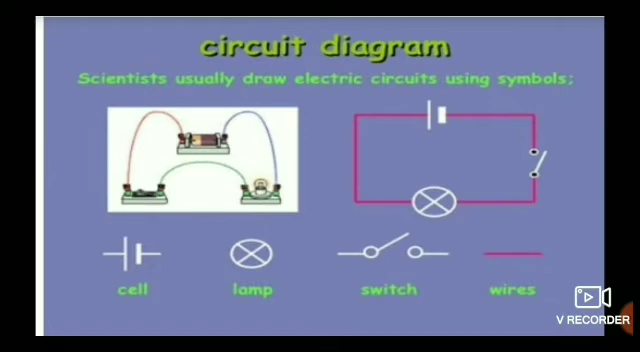 circuit diagram
Scientists usually draw electric circuits using symbols;
cell lamp switch wires
V RECORDER